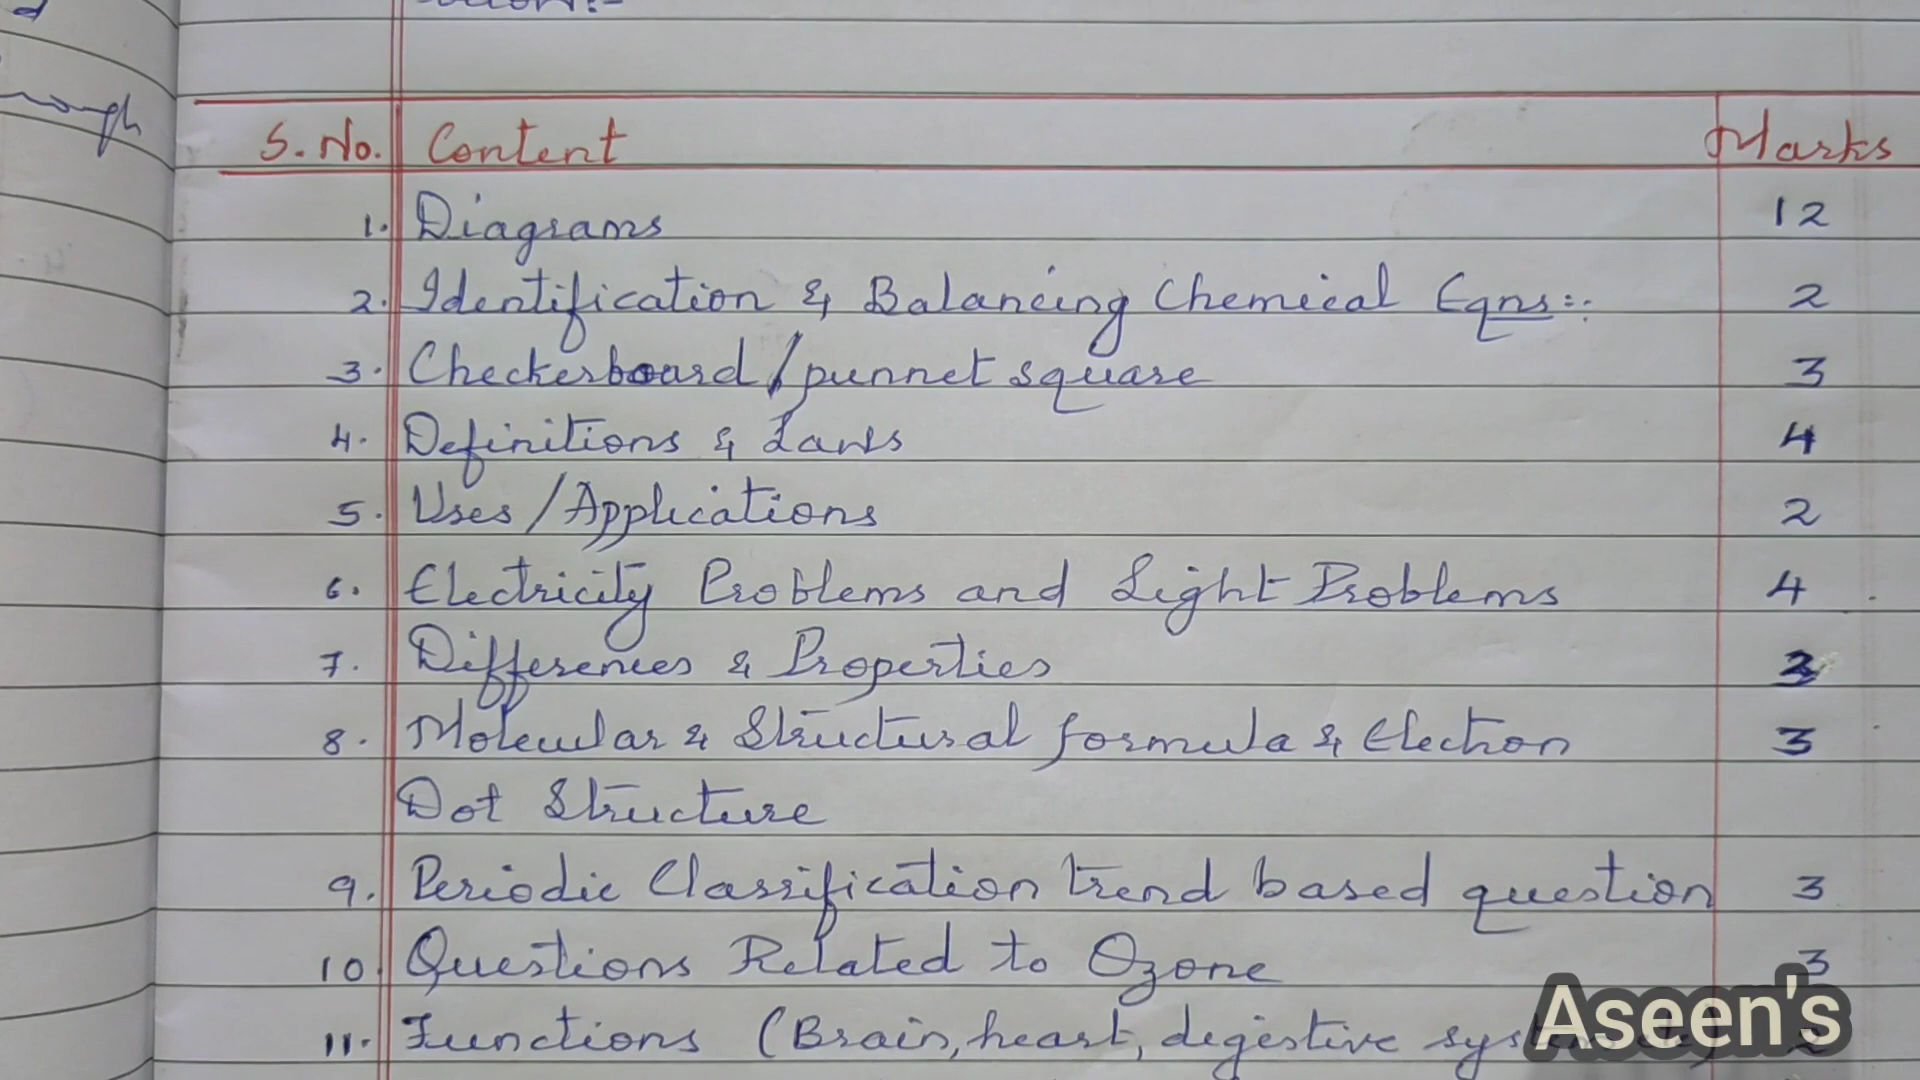 nough
S. No. Content Marks
1. Diagrams 12
2. Identification & Balancing Chemical Eqns:. 2
3. Checkerboard/punnet square 3
4. Definitions & Laws 4
5. Uses/Applications 2
6. Electricity Problems and Light Problems 4
7. Differences & Properties
8. Molecular & Structural formula & Electron 3
Dot Structure
9. Periodic Classification trend based question 3
10 Questions Related to Ozone 3
11. Functions (Brain, heart, digestive system 2
Aseen's